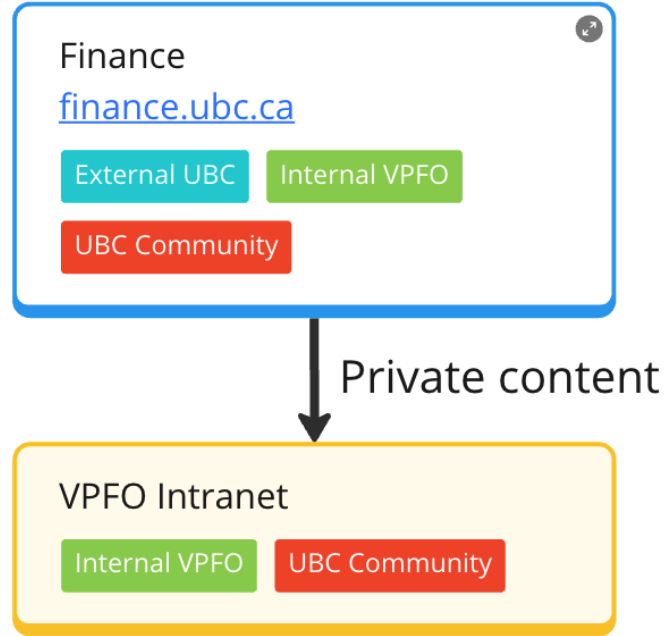 Finance
finance.ubc.ca
External UBC Internal VPFO
UBC Community
Private content
VPFO Intranet
Internal VPFO UBC Community